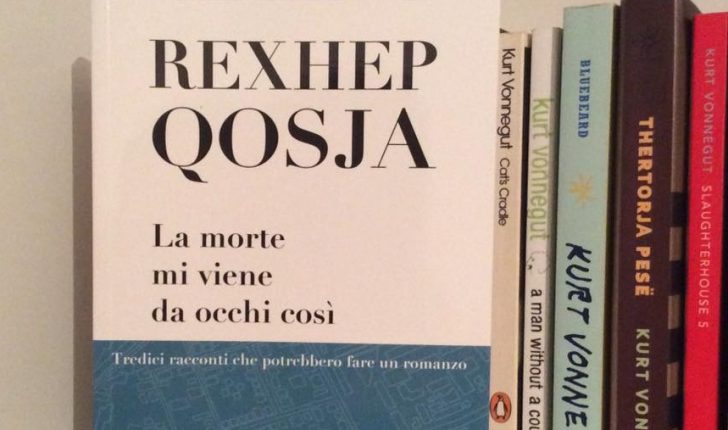 REXHEP
QOSJA
La morte
mi viene
da occhi così
Tredici racconti che potrebbero fare un romanzo
Kurt Vonnegut Cat's Cradle
kurt vonnegut a man without a cou
BLUEBEARD
KURT VONNE
THERTORJA PESË KURT VON
KURT VONNEGUT SLAUGHTERHOUSE 5